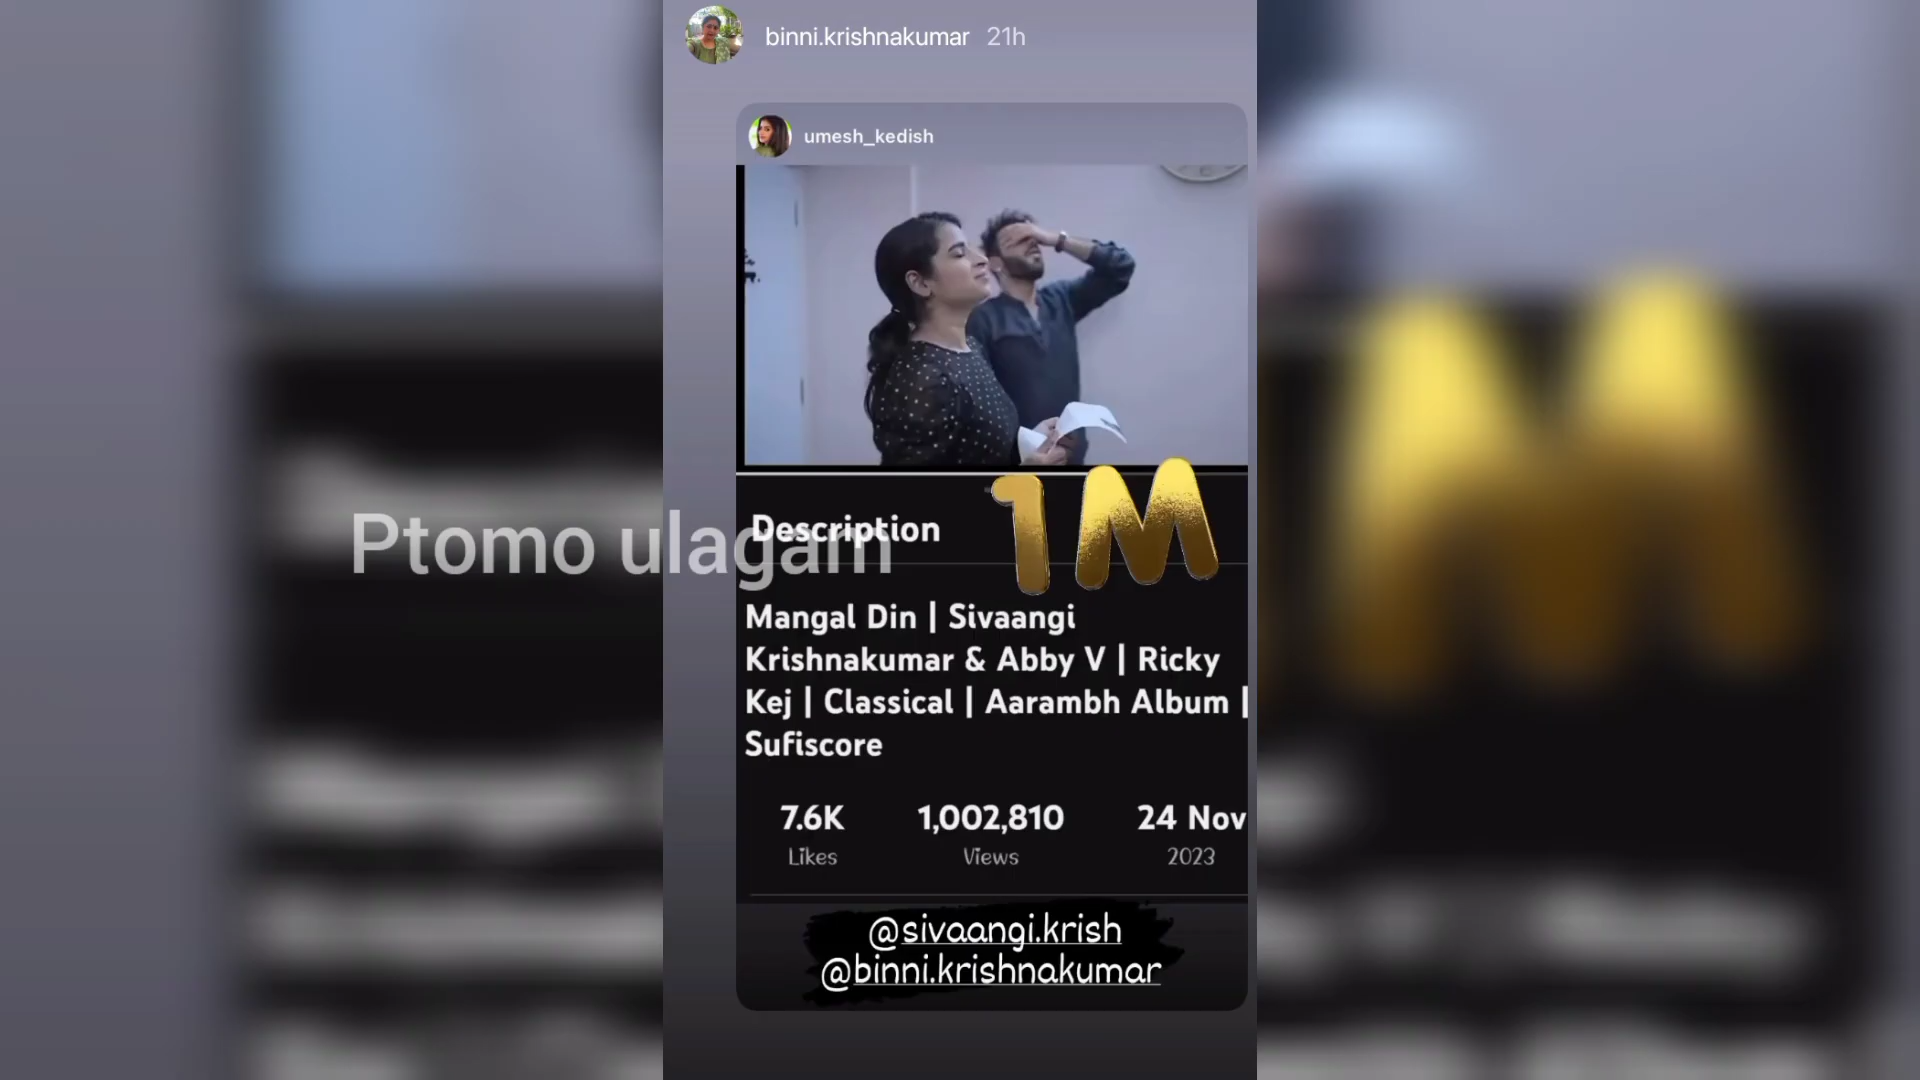 binni.krishnakumar 21h
umesh_kedish
1M
Description
Ptomo ulagam
Mangal Din | Sivaangi
Krishnakumar & Abby V | Ricky
Kej | Classical | Aarambh Album |
Sufiscore
7.6K 1,002,810 24 Nov
Likes Views 2023
@sivaangi.krish
@binni.krishnakumar